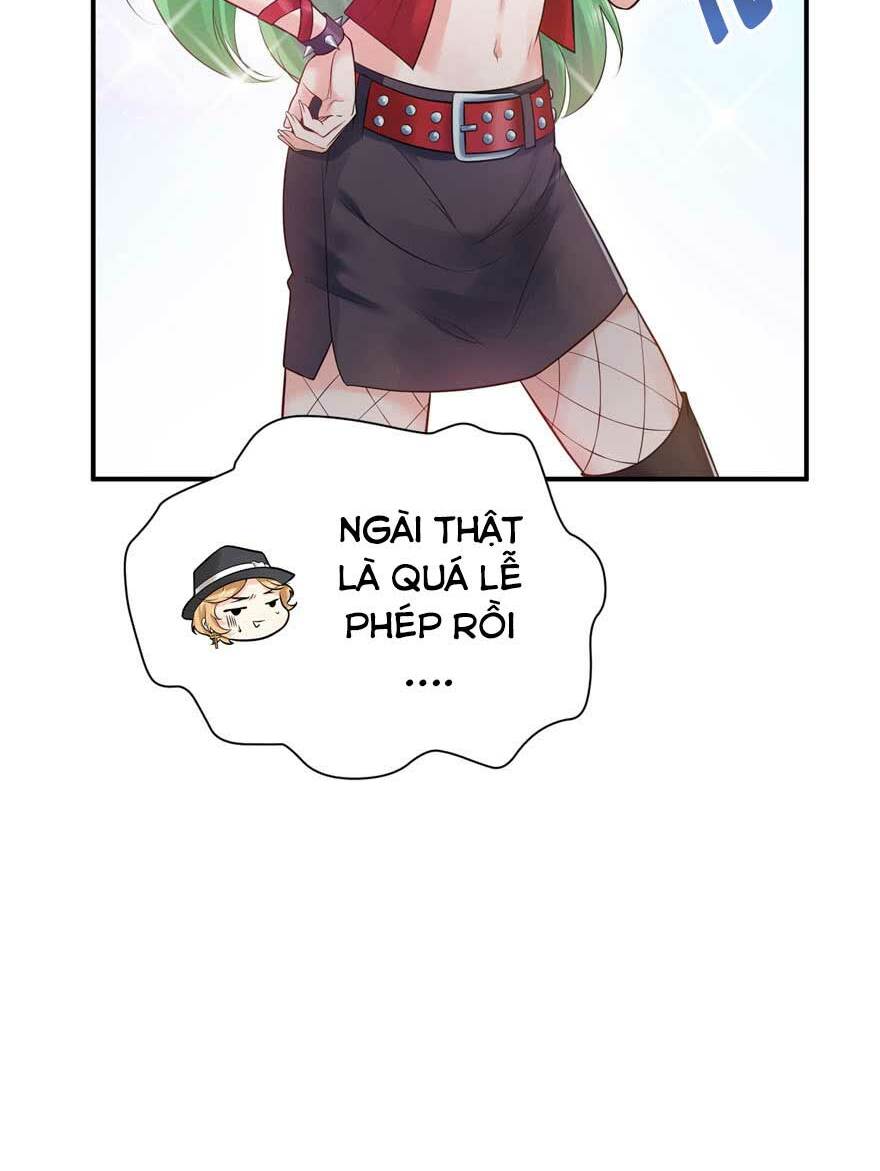 NGÀI THẬT
LÀ QUÁ LỄ
PHÉP RỒI
....